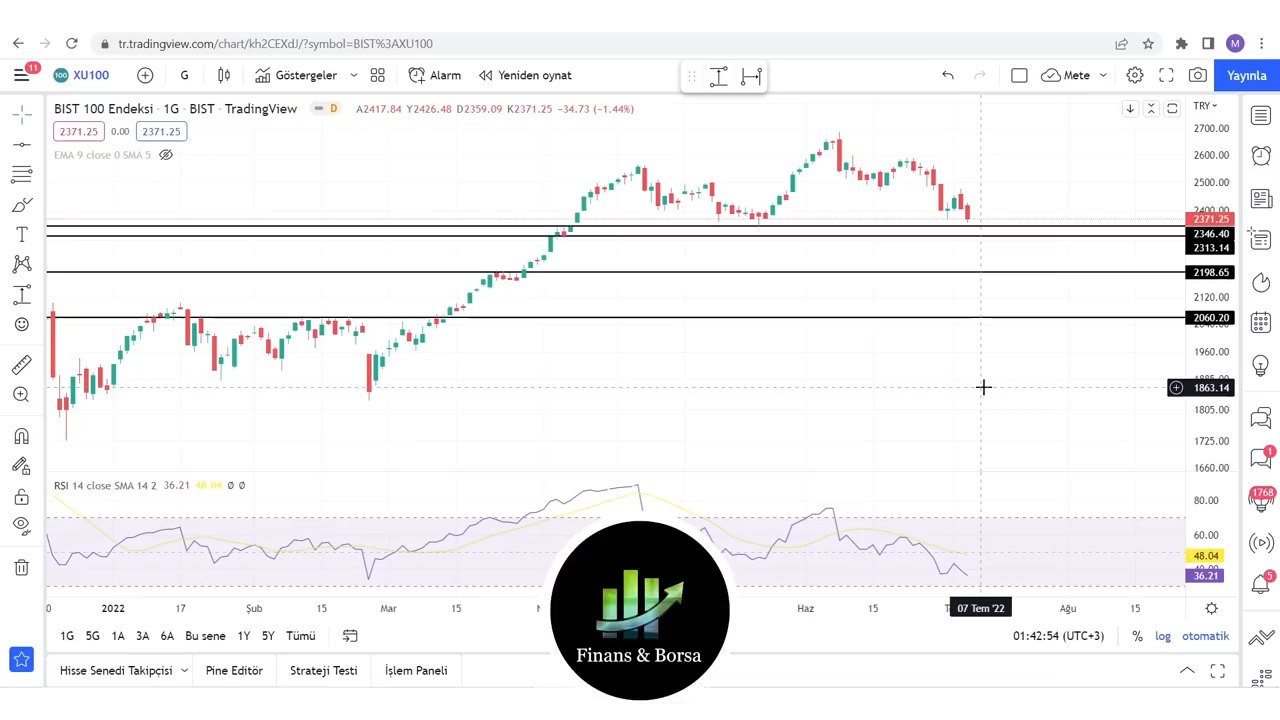 tr.tradingview.com/chart/kh2CEXdJ/?symbol=BIST%3AXU100
M
11
100 XU100
G
Göstergeler
Alarm
Yeniden oynat
Mete
Yayınla
BIST 100 Endeksi · 1G · BIST · TradingView
D
A2417.84 Y2426.48 D2359.09 K2371.25 −34.73 (−1.44%)
TRY
2371.25 0.00 2371.25
EMA 9 close 0 SMA 5
2700.00
2600.00
2500.00
2400.00
2371.25
2346.40
2313.14
2198.65
2120.00
2060.20
1960.00
1863.14
1805.00
1725.00
1660.00
RSI 14 close SMA 14 2 36.21 48.04 Ø Ø
80.00
60.00
48.04
36.21
1
1768
5
2022 17 Şub 15 Mar 15 Haz 15 07 Tem '22 Ağu 15
1G 5G 1A 3A 6A Bu sene 1Y 5Y Tümü
01:42:54 (UTC+3) % log otomatik
Hisse Senedi Takipçisi
Pine Editör
Strateji Testi
İşlem Paneli
Finans & Borsa